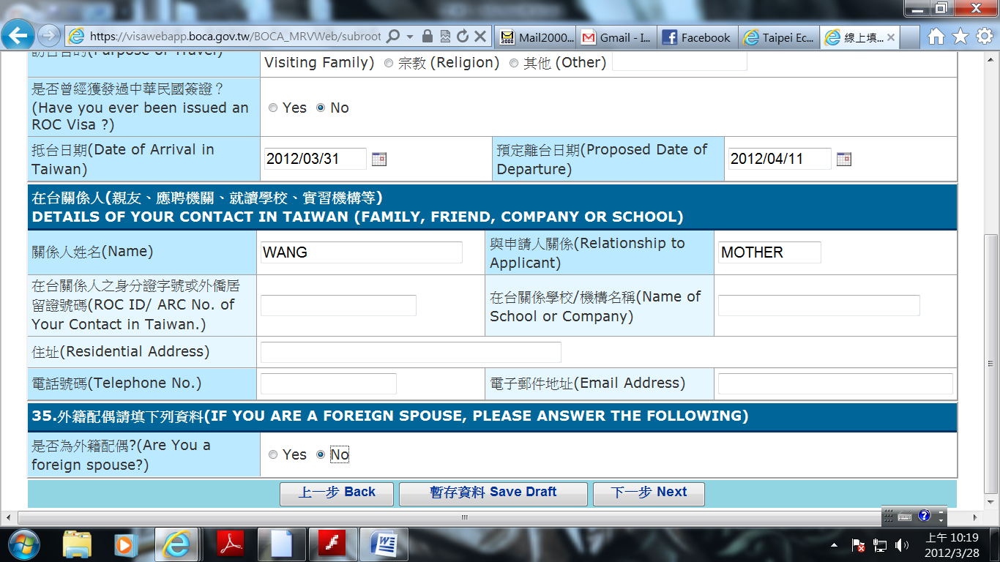 https://visawebapp.boca.gov.tw/BOCA_MRVWeb/subroot
Mail2000...
Gmail - I...
Facebook
Taipei Ec...
線上填...
(Purpose of Travel)
Visiting Family) 宗教 (Religion) 其他 (Other)
是否曾經獲發過中華民國簽證？
(Have you ever been issued an
ROC Visa ?)
Yes No
抵台日期(Date of Arrival in
Taiwan)
2012/03/31
預定離台日期(Proposed Date of
Departure)
2012/04/11
在台關係人(親友、應聘機關、就讀學校、實習機構等)
DETAILS OF YOUR CONTACT IN TAIWAN (FAMILY, FRIEND, COMPANY OR SCHOOL)
關係人姓名(Name)
WANG
與申請人關係(Relationship to
Applicant)
MOTHER
在台關係人之身分證字號或外僑居
留證號碼(ROC ID/ ARC No. of
Your Contact in Taiwan.)
在台關係學校/機構名稱(Name of
School or Company)
住址(Residential Address)
電話號碼(Telephone No.)
電子郵件地址(Email Address)
35.外籍配偶請填下列資料(IF YOU ARE A FOREIGN SPOUSE, PLEASE ANSWER THE FOLLOWING)
是否為外籍配偶?(Are You a
foreign spouse?)
Yes No
上一步 Back
暫存資料 Save Draft
下一步 Next
上午 10:19
2012/3/28